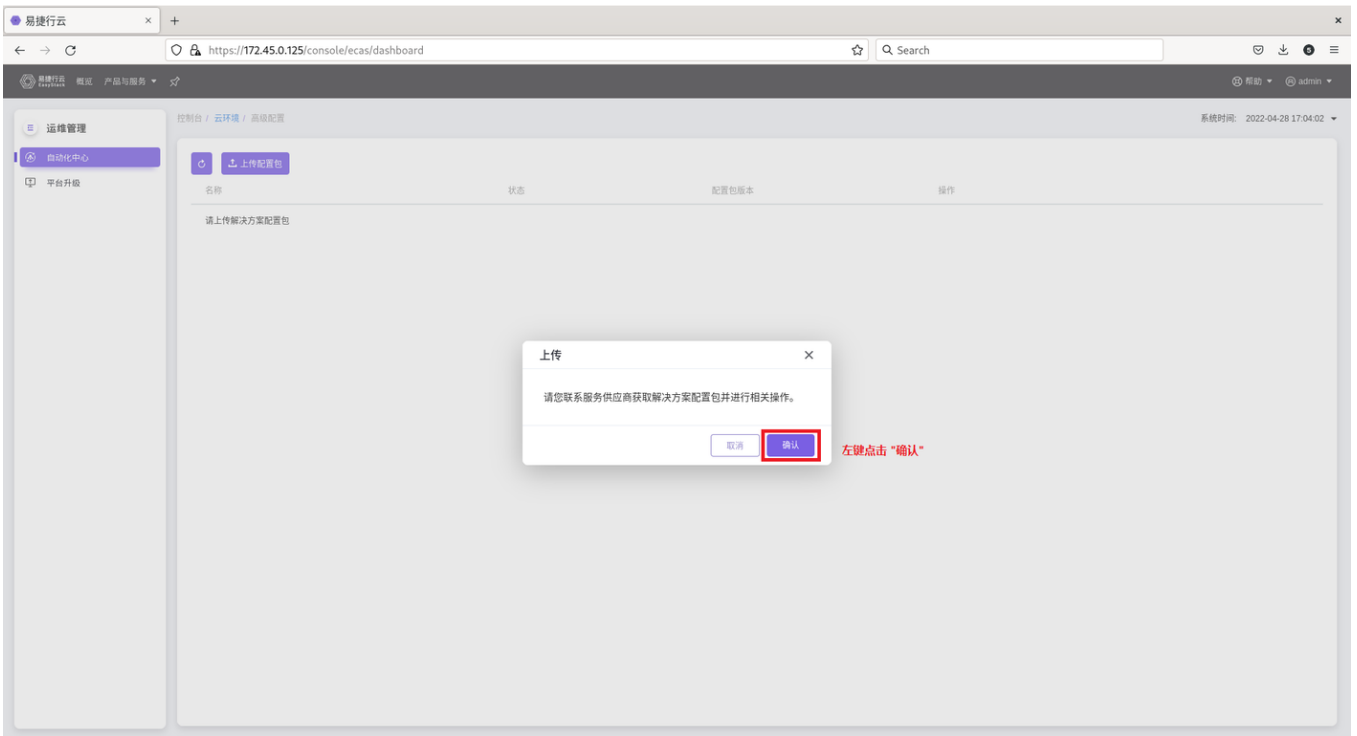 易捷行云
https://172.45.0.125/console/ecas/dashboard
Search
易捷行云 EasyStack 概览 产品与服务 帮助 admin
运维管理
控制台 / 云环境 / 高级配置
系统时间: 2022-04-28 17:04:02
自动化中心
上传配置包
平台升级
名称 状态 配置包版本 操作
请上传解决方案配置包
上传
请您联系服务供应商获取解决方案配置包并进行相关操作。
取消 确认
左键点击 "确认"